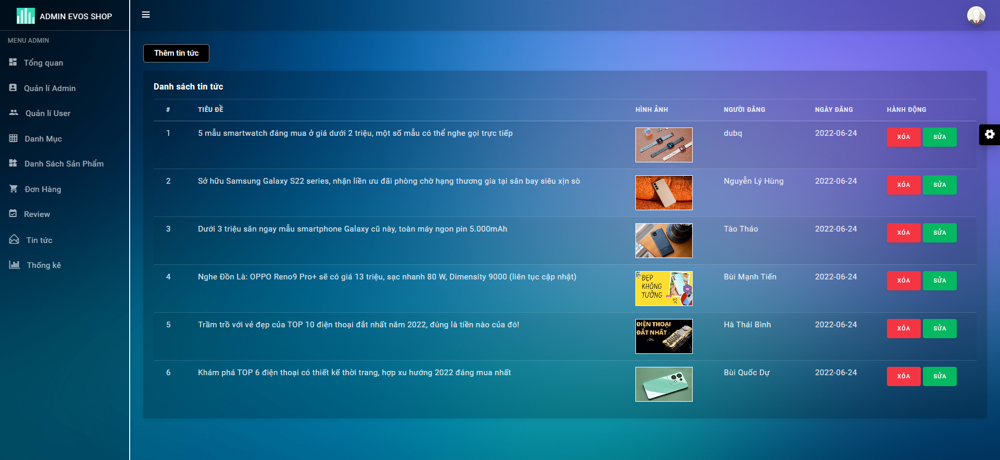 ADMIN EVOS SHOP
MENU ADMIN
Tổng quan
Quản lí Admin
Quản lí User
Danh Mục
Danh Sách Sản Phẩm
Đơn Hàng
Review
Tin tức
Thống kê
Thêm tin tức
Danh sách tin tức
# TIÊU ĐỀ HÌNH ẢNH NGƯỜI ĐĂNG NGÀY ĐĂNG HÀNH ĐỘNG
1 5 mẫu smartwatch đáng mua ở giá dưới 2 triệu, một số mẫu có thể nghe gọi trực tiếp dubq 2022-06-24 XÓA SỬA
2 Sở hữu Samsung Galaxy S22 series, nhận liền ưu đãi phòng chờ hạng thương gia tại sân bay siêu xịn sò Nguyễn Lý Hùng 2022-06-24 XÓA SỬA
3 Dưới 3 triệu săn ngay mẫu smartphone Galaxy cũ này, toàn máy ngon pin 5.000mAh Tào Tháo 2022-06-24 XÓA SỬA
4 Nghe Đồn Là: OPPO Reno9 Pro+ sẽ có giá 13 triệu, sạc nhanh 80 W, Dimensity 9000 (liên tục cập nhật) Bùi Mạnh Tiến 2022-06-24 XÓA SỬA
ĐẸP
KHÔNG
TƯỞNG
5 Trầm trồ với vẻ đẹp của TOP 10 điện thoại đắt nhất năm 2022, đúng là tiền nào của đó! Hà Thái Bình 2022-06-24 XÓA SỬA
ĐIỆN THOẠI
ĐẮT NHẤT
6 Khám phá TOP 6 điện thoại có thiết kế thời trang, hợp xu hướng 2022 đáng mua nhất Bùi Quốc Dự 2022-06-24 XÓA SỬA